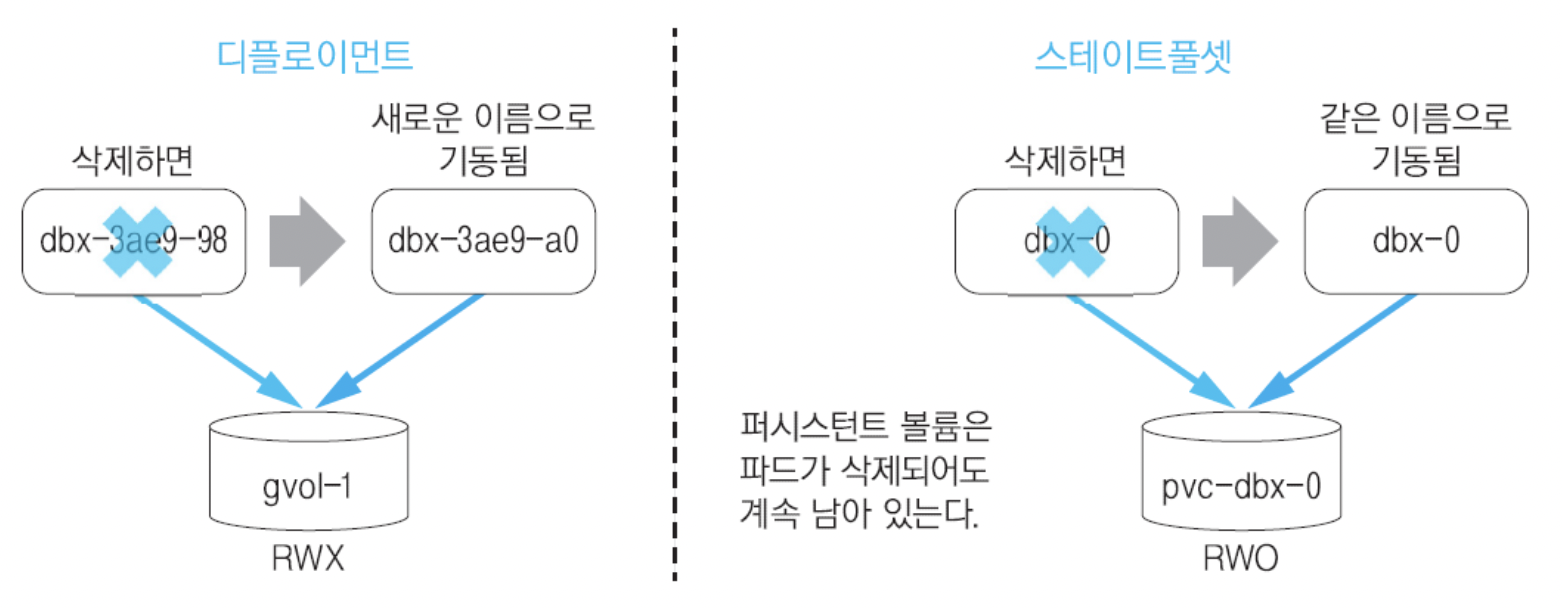 디플로이먼트
삭제하면
새로운 이름으로
기동됨
dbx-3ae9-98
dbx-3ae9-a0
gvol-1
RWX
스테이트풀셋
삭제하면
같은 이름으로
기동됨
dbx-0
dbx-0
퍼시스턴트 볼륨은
파드가 삭제되어도
계속 남아 있는다.
pvc-dbx-0
RWO